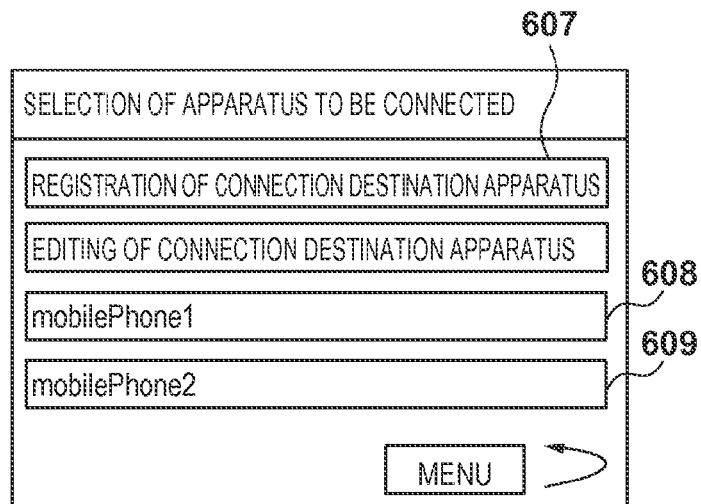 607
SELECTION OF APPARATUS TO BE CONNECTED
REGISTRATION OF CONNECTION DESTINATION APPARATUS
EDITING OF CONNECTION DESTINATION APPARATUS
608
mobilePhone1
609
mobilePhone2
MENU